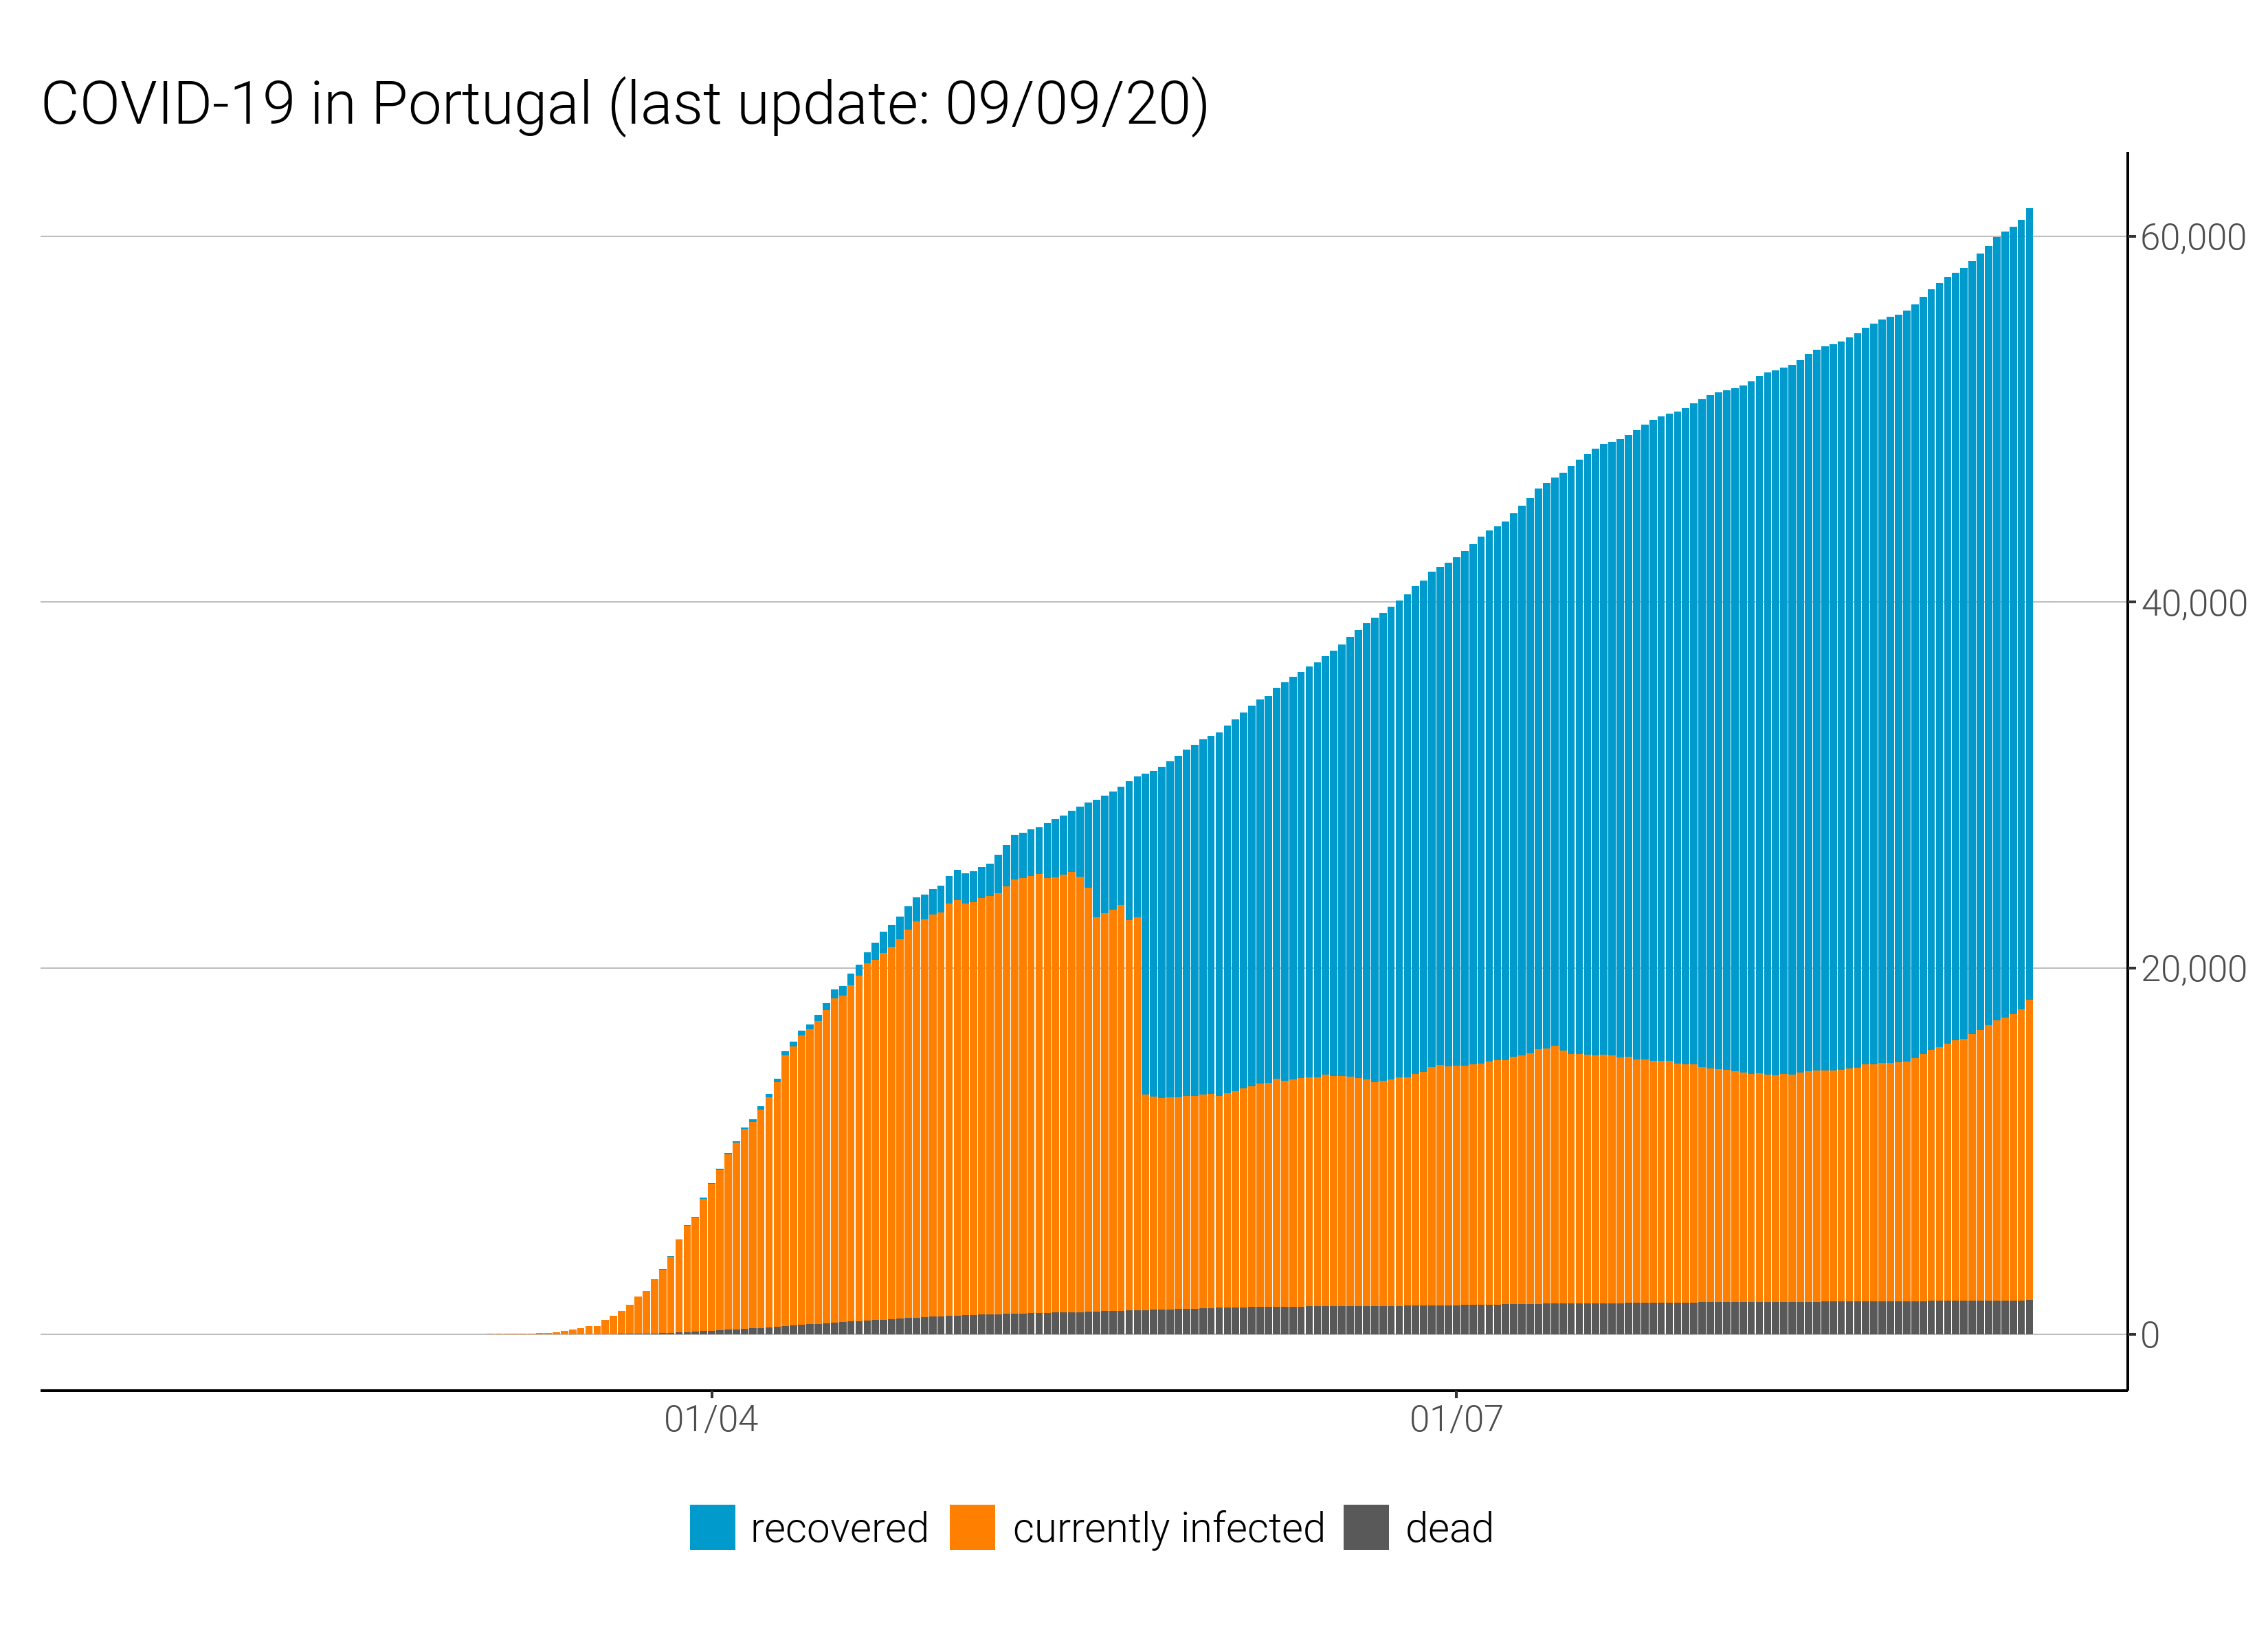 COVID-19 in Portugal (last update: 09/09/20)
60,000
40,000
20,000
0
01/04 01/07
recovered currently infected dead